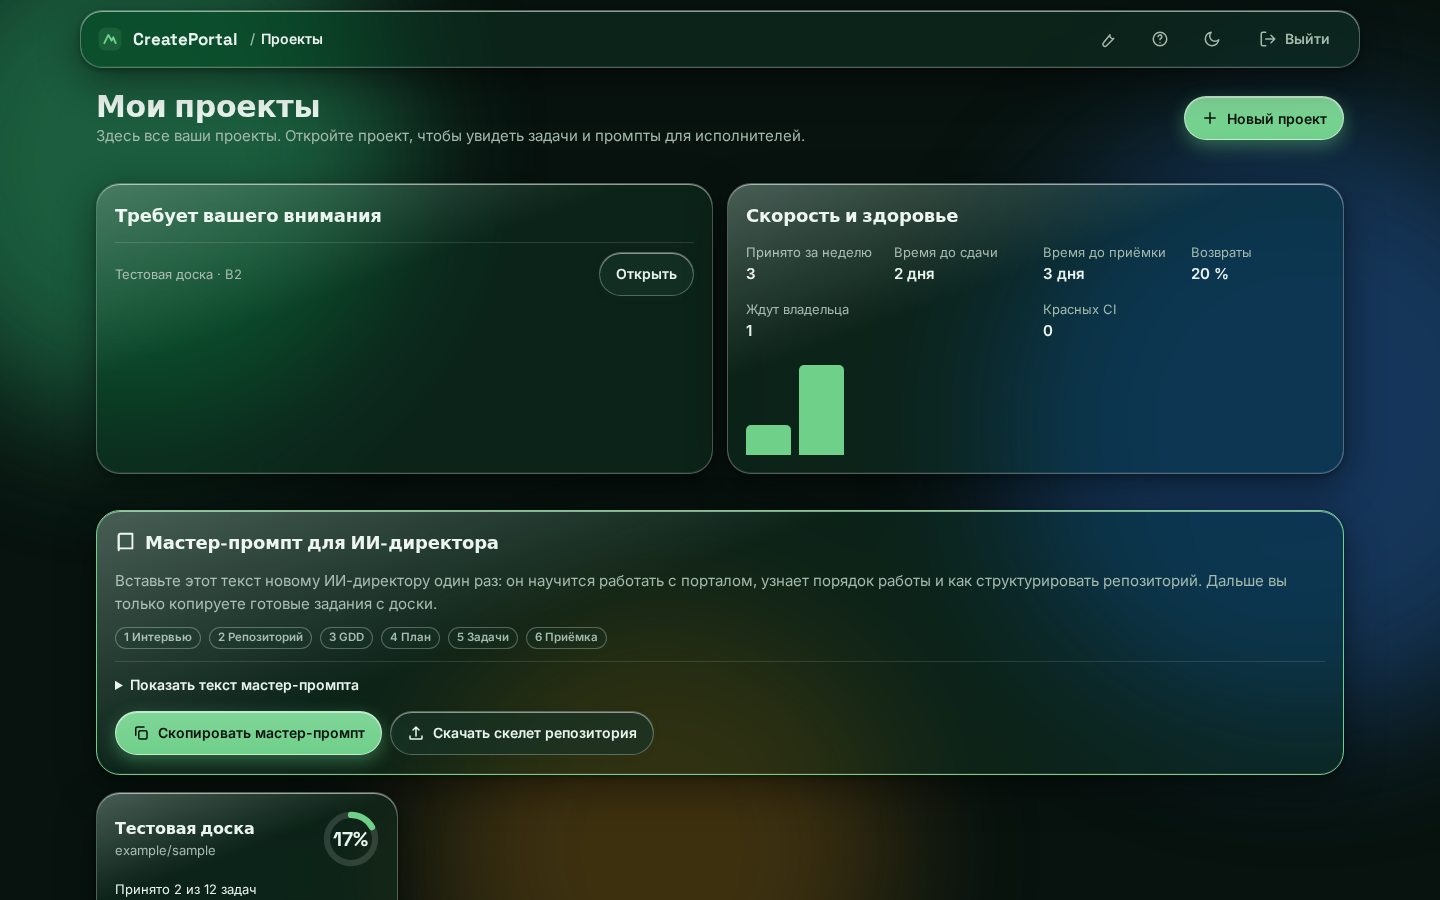 CreatePortal / Проекты
Выйти
Мои проекты
Здесь все ваши проекты. Откройте проект, чтобы увидеть задачи и промпты для исполнителей.
Новый проект
Требует вашего внимания
Тестовая доска · B2
Открыть
Скорость и здоровье
Принято за неделю
3
Время до сдачи
2 дня
Время до приёмки
3 дня
Возвраты
20 %
Ждут владельца
1
Красных CI
0
Мастер-промпт для ИИ-директора
Вставьте этот текст новому ИИ-директору один раз: он научится работать с порталом, узнает порядок работы и как структурировать репозиторий. Дальше вы
только копируете готовые задания с доски.
1 Интервью
2 Репозиторий
3 GDD
4 План
5 Задачи
6 Приёмка
Показать текст мастер-промпта
Скопировать мастер-промпт
Скачать скелет репозитория
Тестовая доска
example/sample
17%
Принято 2 из 12 задач